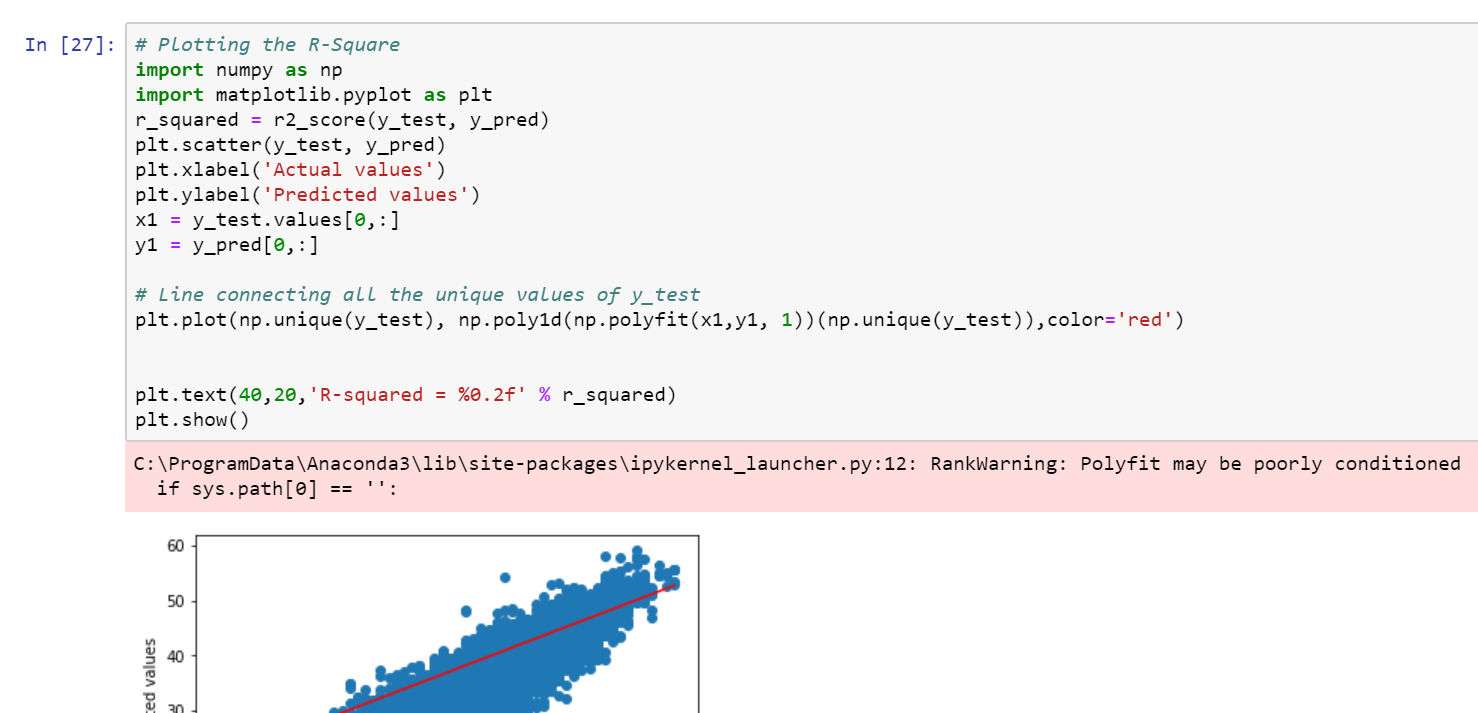 In [27]:
# Plotting the R-Square
import numpy as np
import matplotlib.pyplot as plt
r_squared = r2_score(y_test, y_pred)
plt.scatter(y_test, y_pred)
plt.xlabel('Actual values')
plt.ylabel('Predicted values')
x1 = y_test.values[0,:]
y1 = y_pred[0,:]
# Line connecting all the unique values of y_test
plt.plot(np.unique(y_test), np.poly1d(np.polyfit(x1,y1, 1))(np.unique(y_test)),color='red')
plt.text(40,20,'R-squared = %0.2f' % r_squared)
plt.show()
C:\ProgramData\Anaconda3\lib\site-packages\ipykernel_launcher.py:12: RankWarning: Polyfit may be poorly conditioned
if sys.path[0] == '':
60
50
40
30
values